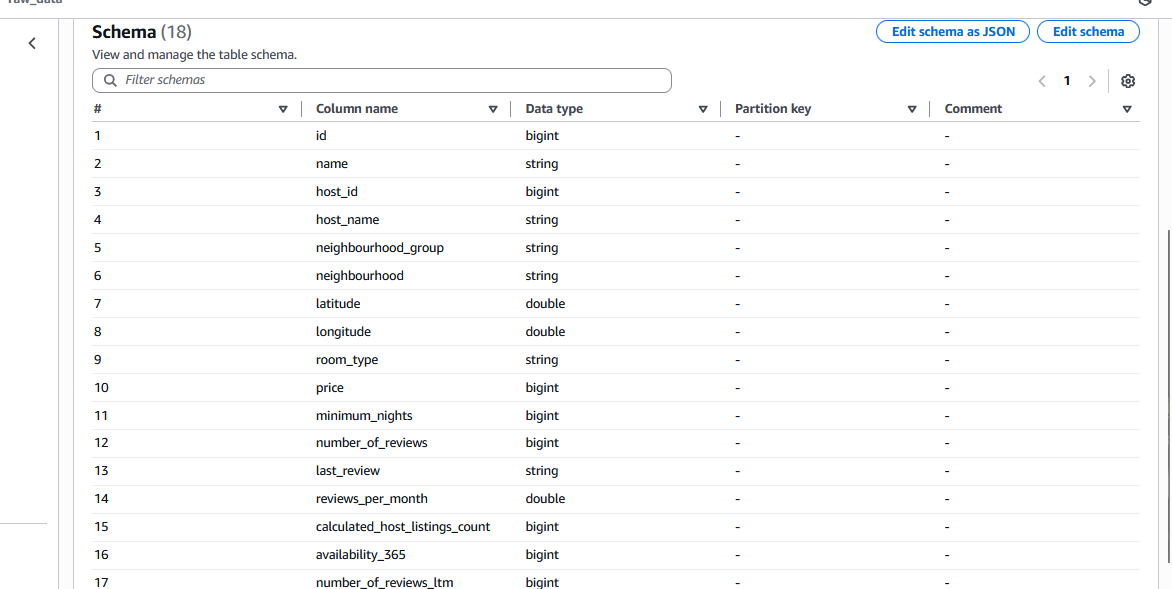 raw_data
Schema (18)
Edit schema as JSON
Edit schema
View and manage the table schema.
Filter schemas
1
# Column name Data type Partition key Comment
1 id bigint - -
2 name string - -
3 host_id bigint - -
4 host_name string - -
5 neighbourhood_group string - -
6 neighbourhood string - -
7 latitude double - -
8 longitude double - -
9 room_type string - -
10 price bigint - -
11 minimum_nights bigint - -
12 number_of_reviews bigint - -
13 last_review string - -
14 reviews_per_month double - -
15 calculated_host_listings_count bigint - -
16 availability_365 bigint - -
17 number_of_reviews_ltm bigint - -